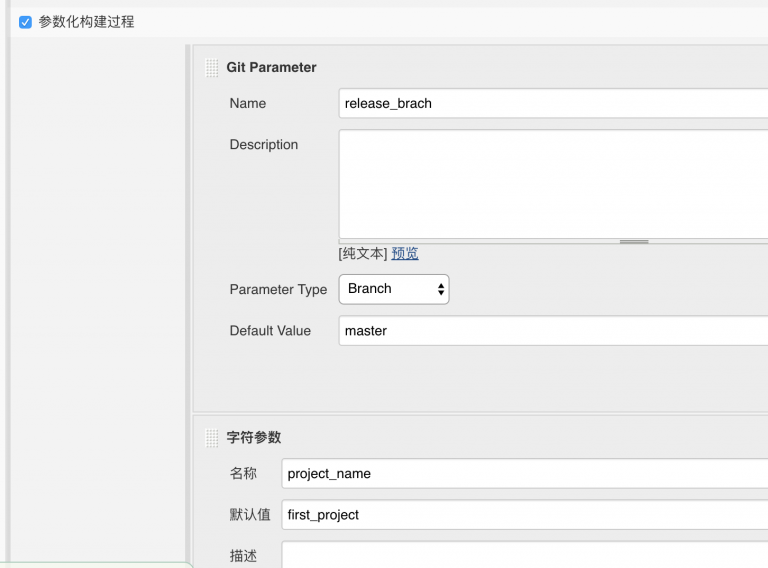 参数化构建过程
Git Parameter
Name
release_brach
Description
[纯文本] 预览
Parameter Type
Branch
Default Value
master
字符参数
名称
project_name
默认值
first_project
描述